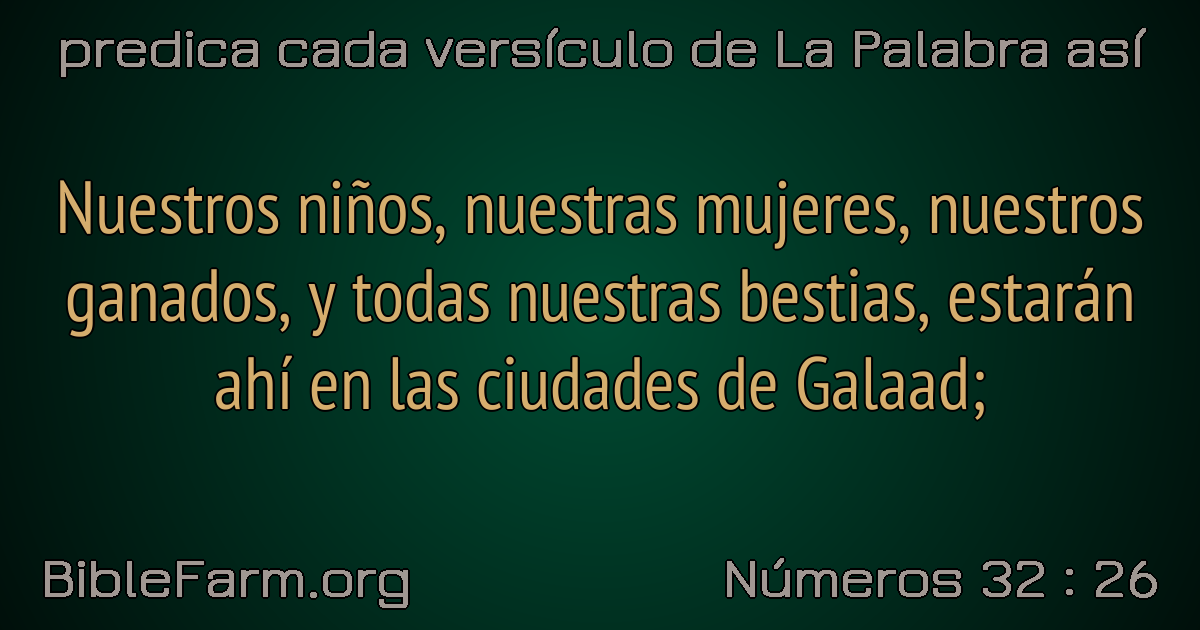 predica cada versículo de La Palabra así
Nuestros niños, nuestras mujeres, nuestros
ganados, y todas nuestras bestias, estarán
ahí en las ciudades de Galaad;
BibleFarm.org
Números 32 : 26